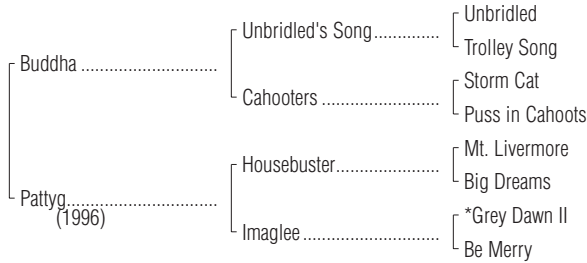 Unbridled
Unbridled's Song..............
Trolley Song
Buddha ..............................
Storm Cat
Cahooters ..........................
Puss in Cahoots
Mt. Livermore
Housebuster.......................
Big Dreams
Pattyg.................................
(1996)
*Grey Dawn II
Imaglee ..............................
Be Merry